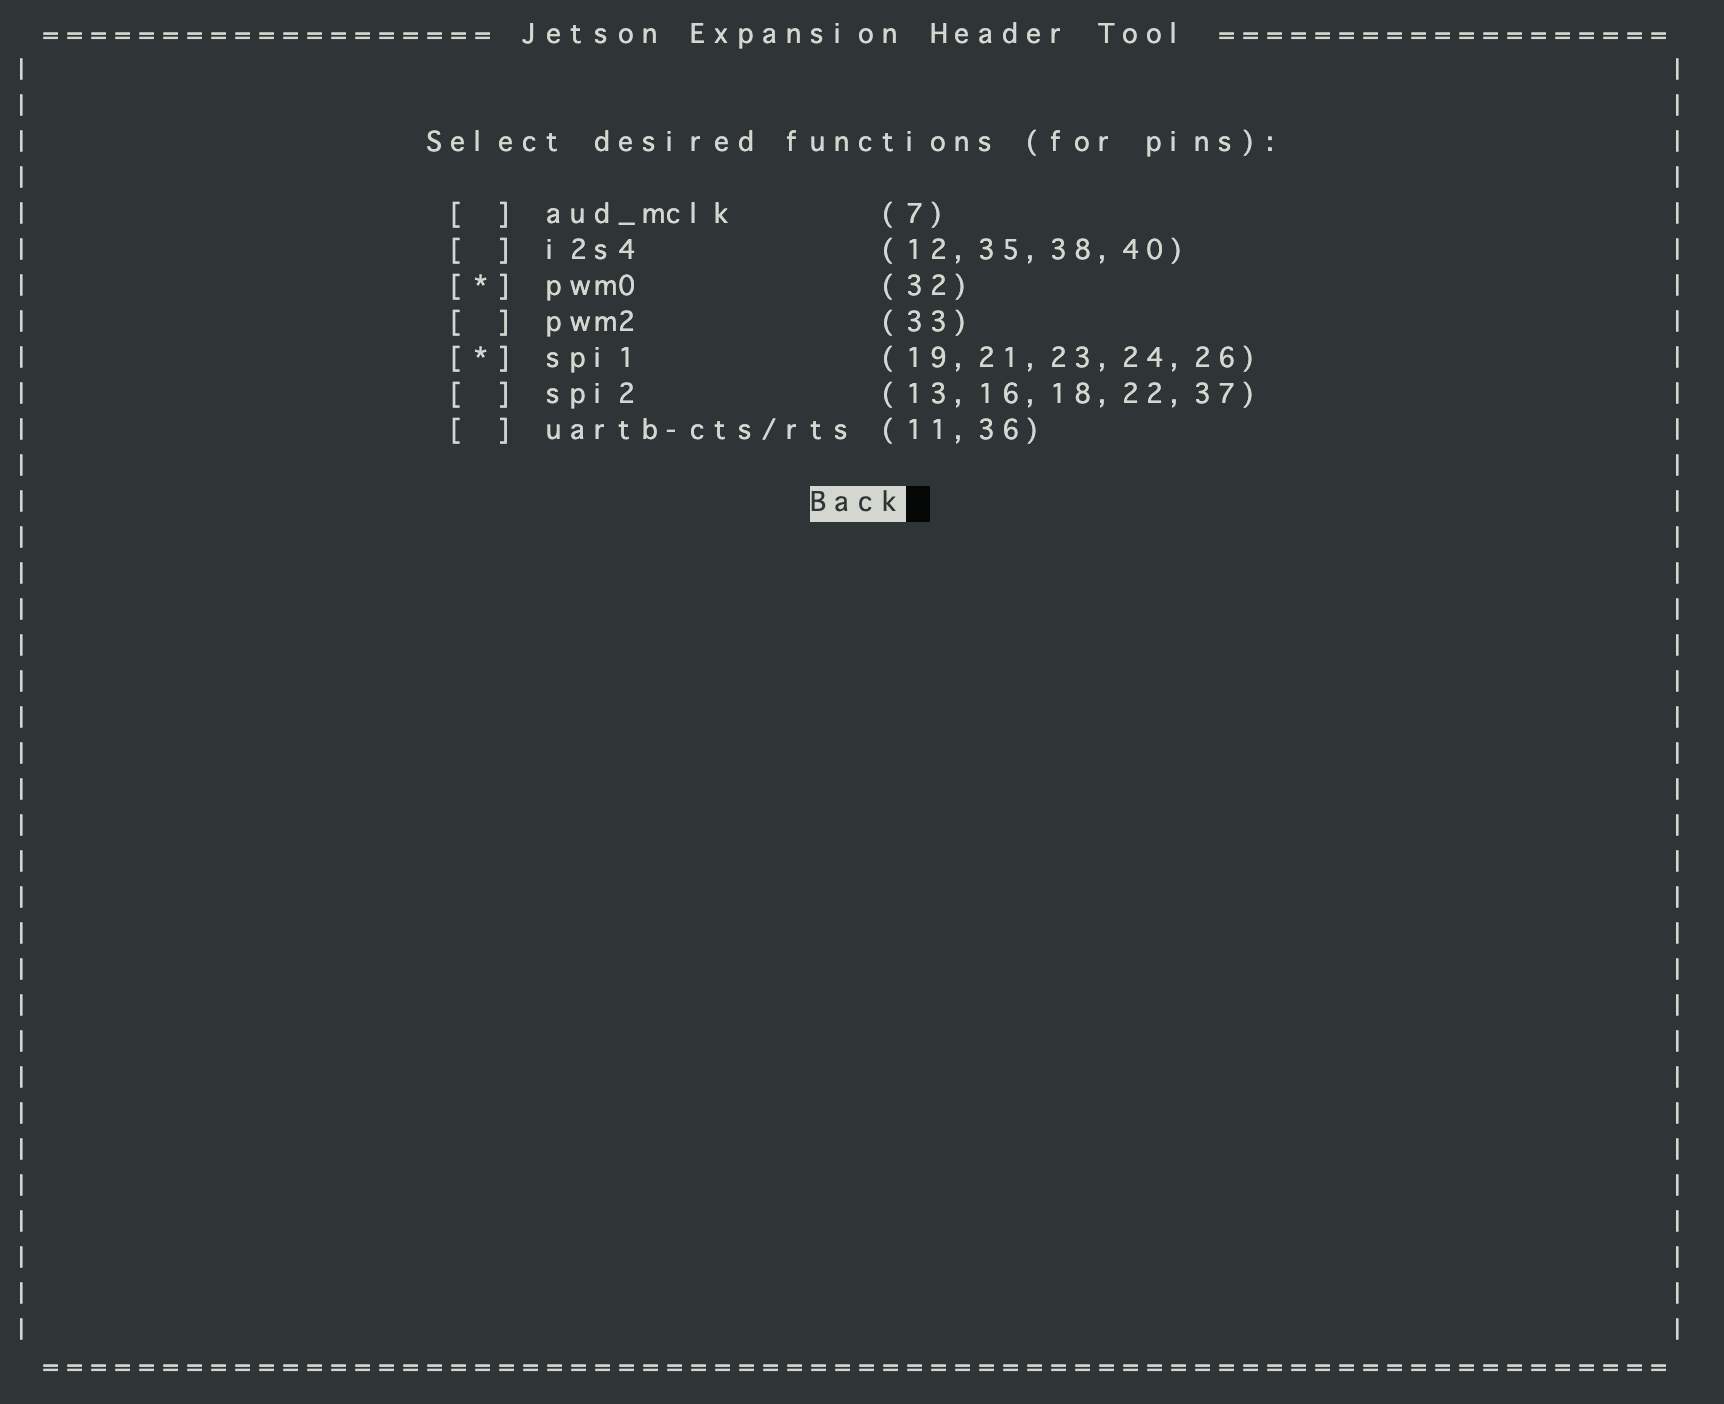 =================== Jetson Expansion Header Tool ===================
Select desired functions (for pins):
[ ] aud_mclk (7)
[ ] i2s4 (12,35,38,40)
[*] pwm0 (32)
[ ] pwm2 (33)
[*] spi1 (19,21,23,24,26)
[ ] spi2 (13,16,18,22,37)
[ ] uartb-cts/rts (11,36)
Back
====================================================================